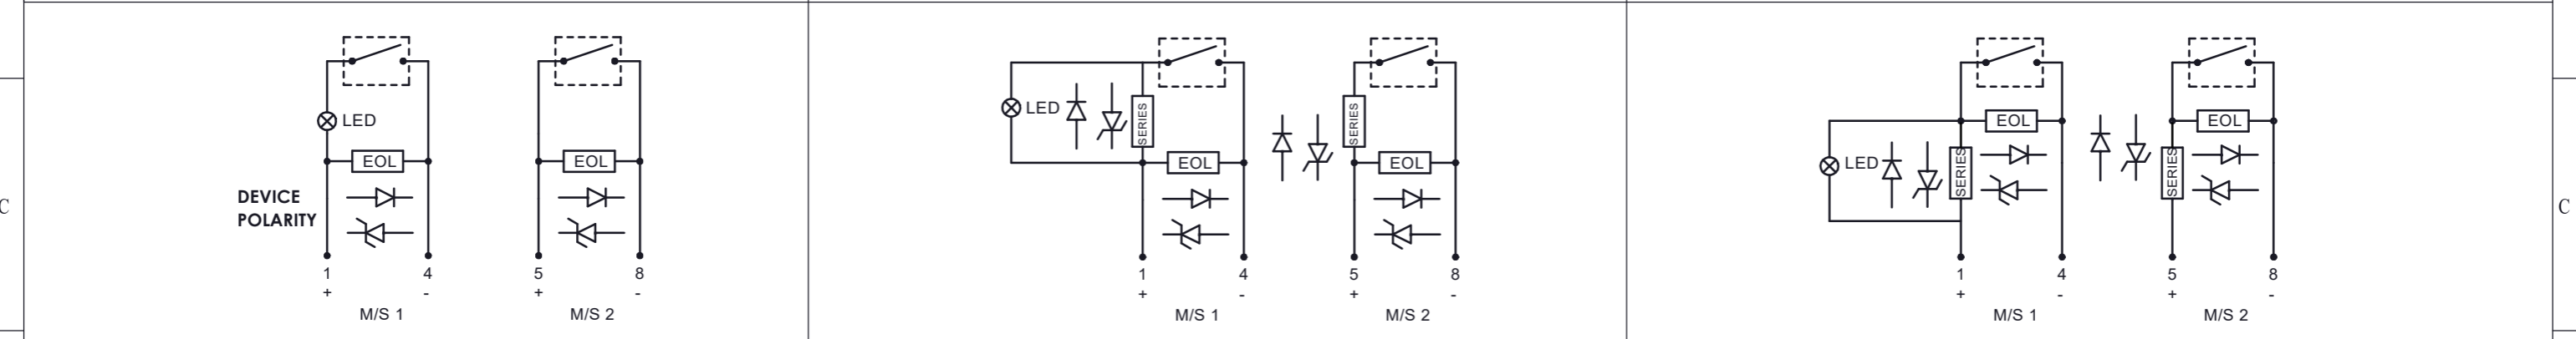 LED
EOL
EOL
DEVICE
POLARITY
1
4
5
8
+
-
+
-
M/S 1
M/S 2
LED
SERIES
SERIES
EOL
EOL
1
4
5
8
+
-
+
-
M/S 1
M/S 2
EOL
EOL
LED
SERIES
SERIES
1
4
5
8
+
-
+
-
M/S 1
M/S 2
C
C